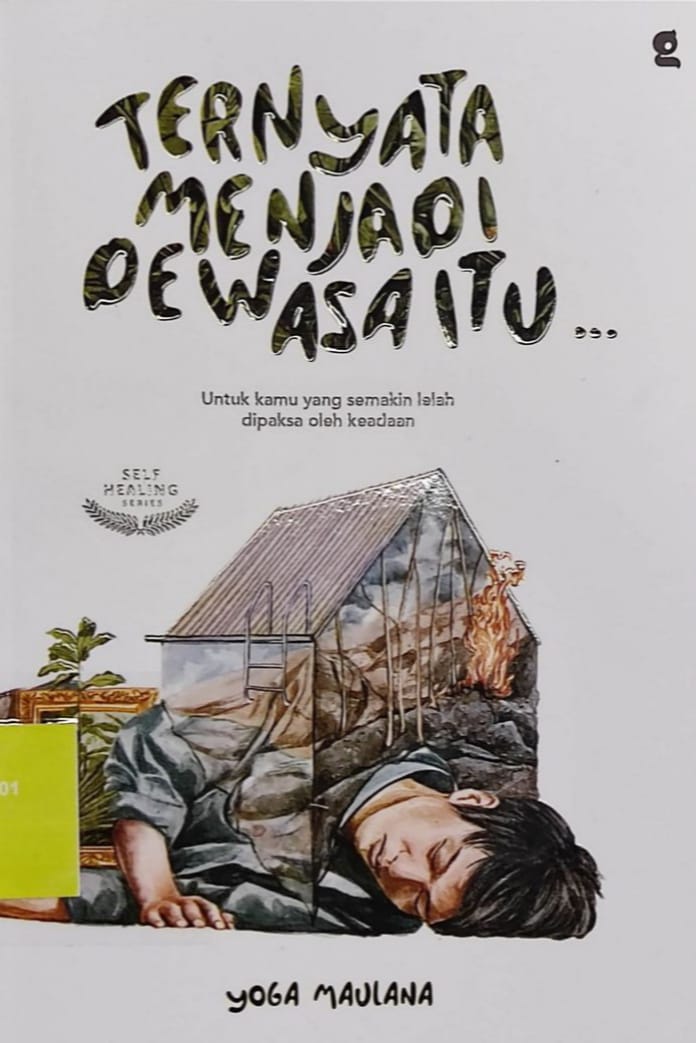 g
TERNYATA
MENJADI
DEWASA ITU...
Untuk kamu yang semakin lelah
dipaksa oleh keadaan
SELF
HEALING
SERIES
01
YOGA MAULANA